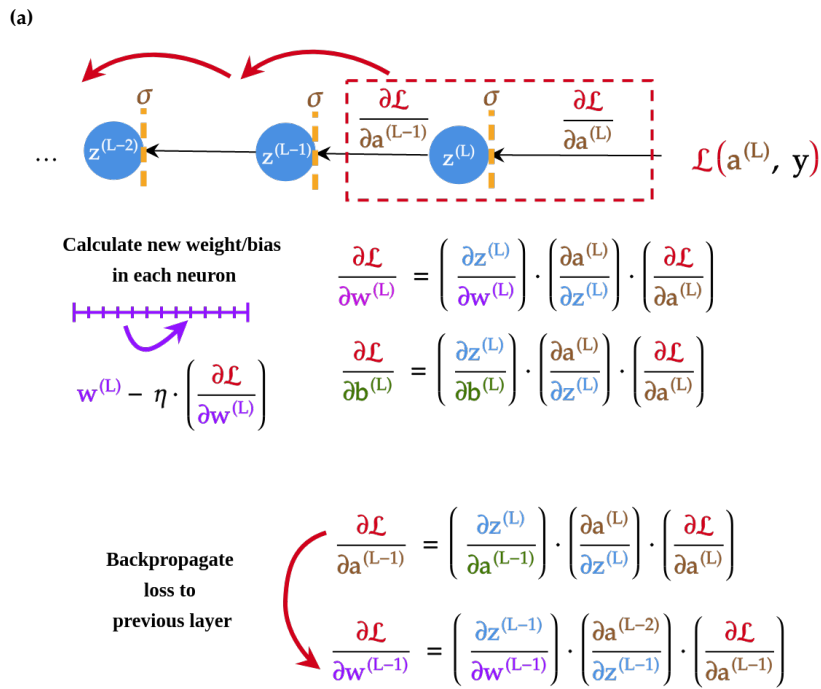 (a)
σ σ σ ∂ℒ/∂a^(L−1) ∂ℒ/∂a^(L)
... z^(L−2) z^(L−1) z^(L) ℒ(a^(L), y)
Calculate new weight/bias
in each neuron
∂ℒ/∂w^(L) = (∂z^(L)/∂w^(L)) · (∂a^(L)/∂z^(L)) · (∂ℒ/∂a^(L))
w^(L) − η · (∂ℒ/∂w^(L))
∂ℒ/∂b^(L) = (∂z^(L)/∂b^(L)) · (∂a^(L)/∂z^(L)) · (∂ℒ/∂a^(L))
Backpropagate
loss to
previous layer
∂ℒ/∂a^(L−1) = (∂z^(L)/∂a^(L−1)) · (∂a^(L)/∂z^(L)) · (∂ℒ/∂a^(L))
∂ℒ/∂w^(L−1) = (∂z^(L−1)/∂w^(L−1)) · (∂a^(L−2)/∂z^(L−1)) · (∂ℒ/∂a^(L−1))